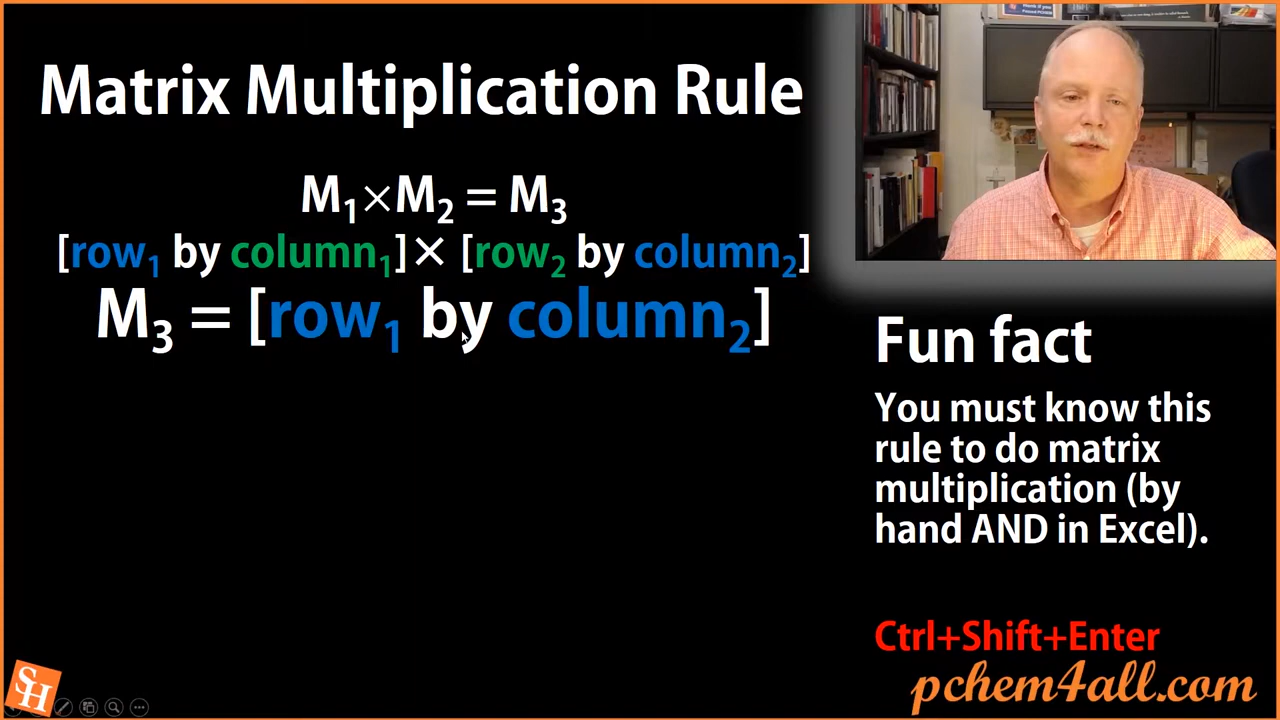 Matrix Multiplication Rule
M₁×M₂ = M₃
[row₁ by column₁]× [row₂ by column₂]
M₃ = [row₁ by column₂]
Fun fact
You must know this
rule to do matrix
multiplication (by
hand AND in Excel).
Ctrl+Shift+Enter
pchem4all.com
SH